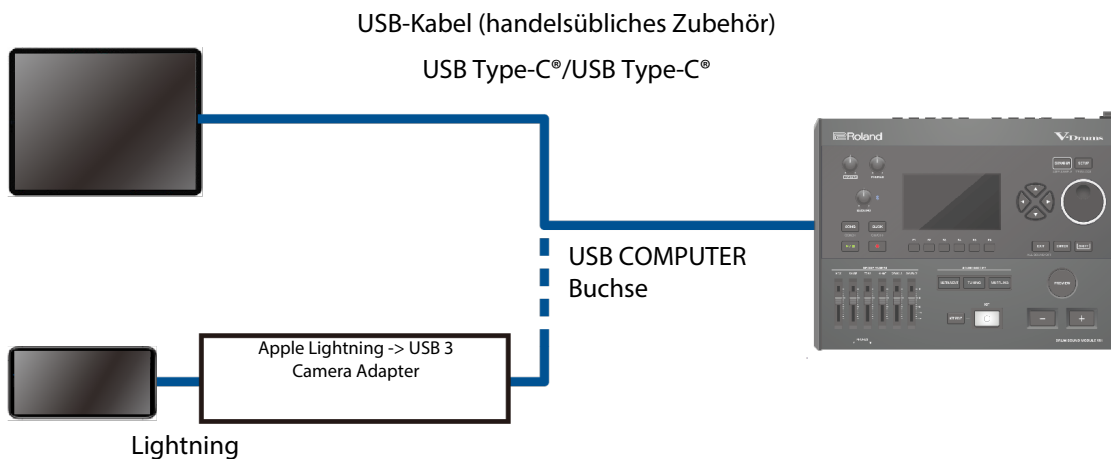 USB-Kabel (handelsübliches Zubehör)
USB Type-C®/USB Type-C®
Roland
V-Drums
USB COMPUTER
Buchse
Apple Lightning -> USB 3
Camera Adapter
Lightning